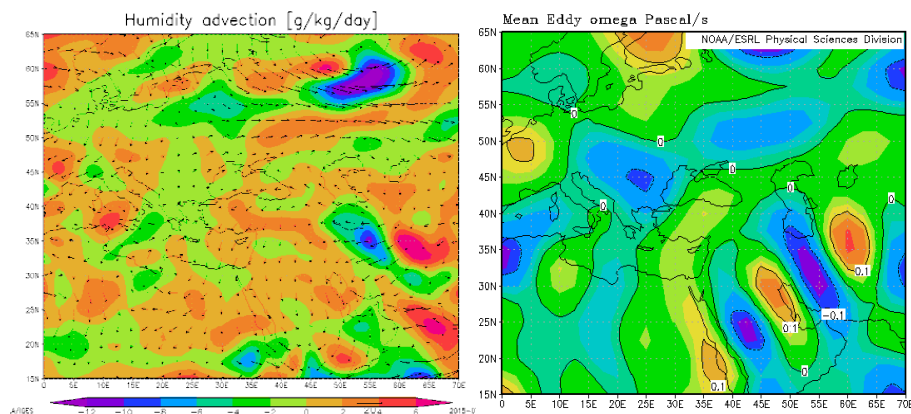 Humidity advection [g/kg/day]
65N
60N
55N
50N
45N
40N
35N
30N
25N
20N
15N
0 5E 10E 15E 20E 25E 30E 35E 40E 45E 50E 55E 60E 65E 70E
-12 -10 -8 -6 -4 -2 0 2 4 6
2015-0
Mean Eddy omega Pascal/s
NOAA/ESRL Physical Sciences Division
65N
60N
55N
50N
45N
40N
35N
30N
25N
20N
15N
0 0 0 0 0 0 0
0.1 0.1 0.1 -0.1
0 5E 10E 15E 20E 25E 30E 35E 40E 45E 50E 55E 60E 65E 70E